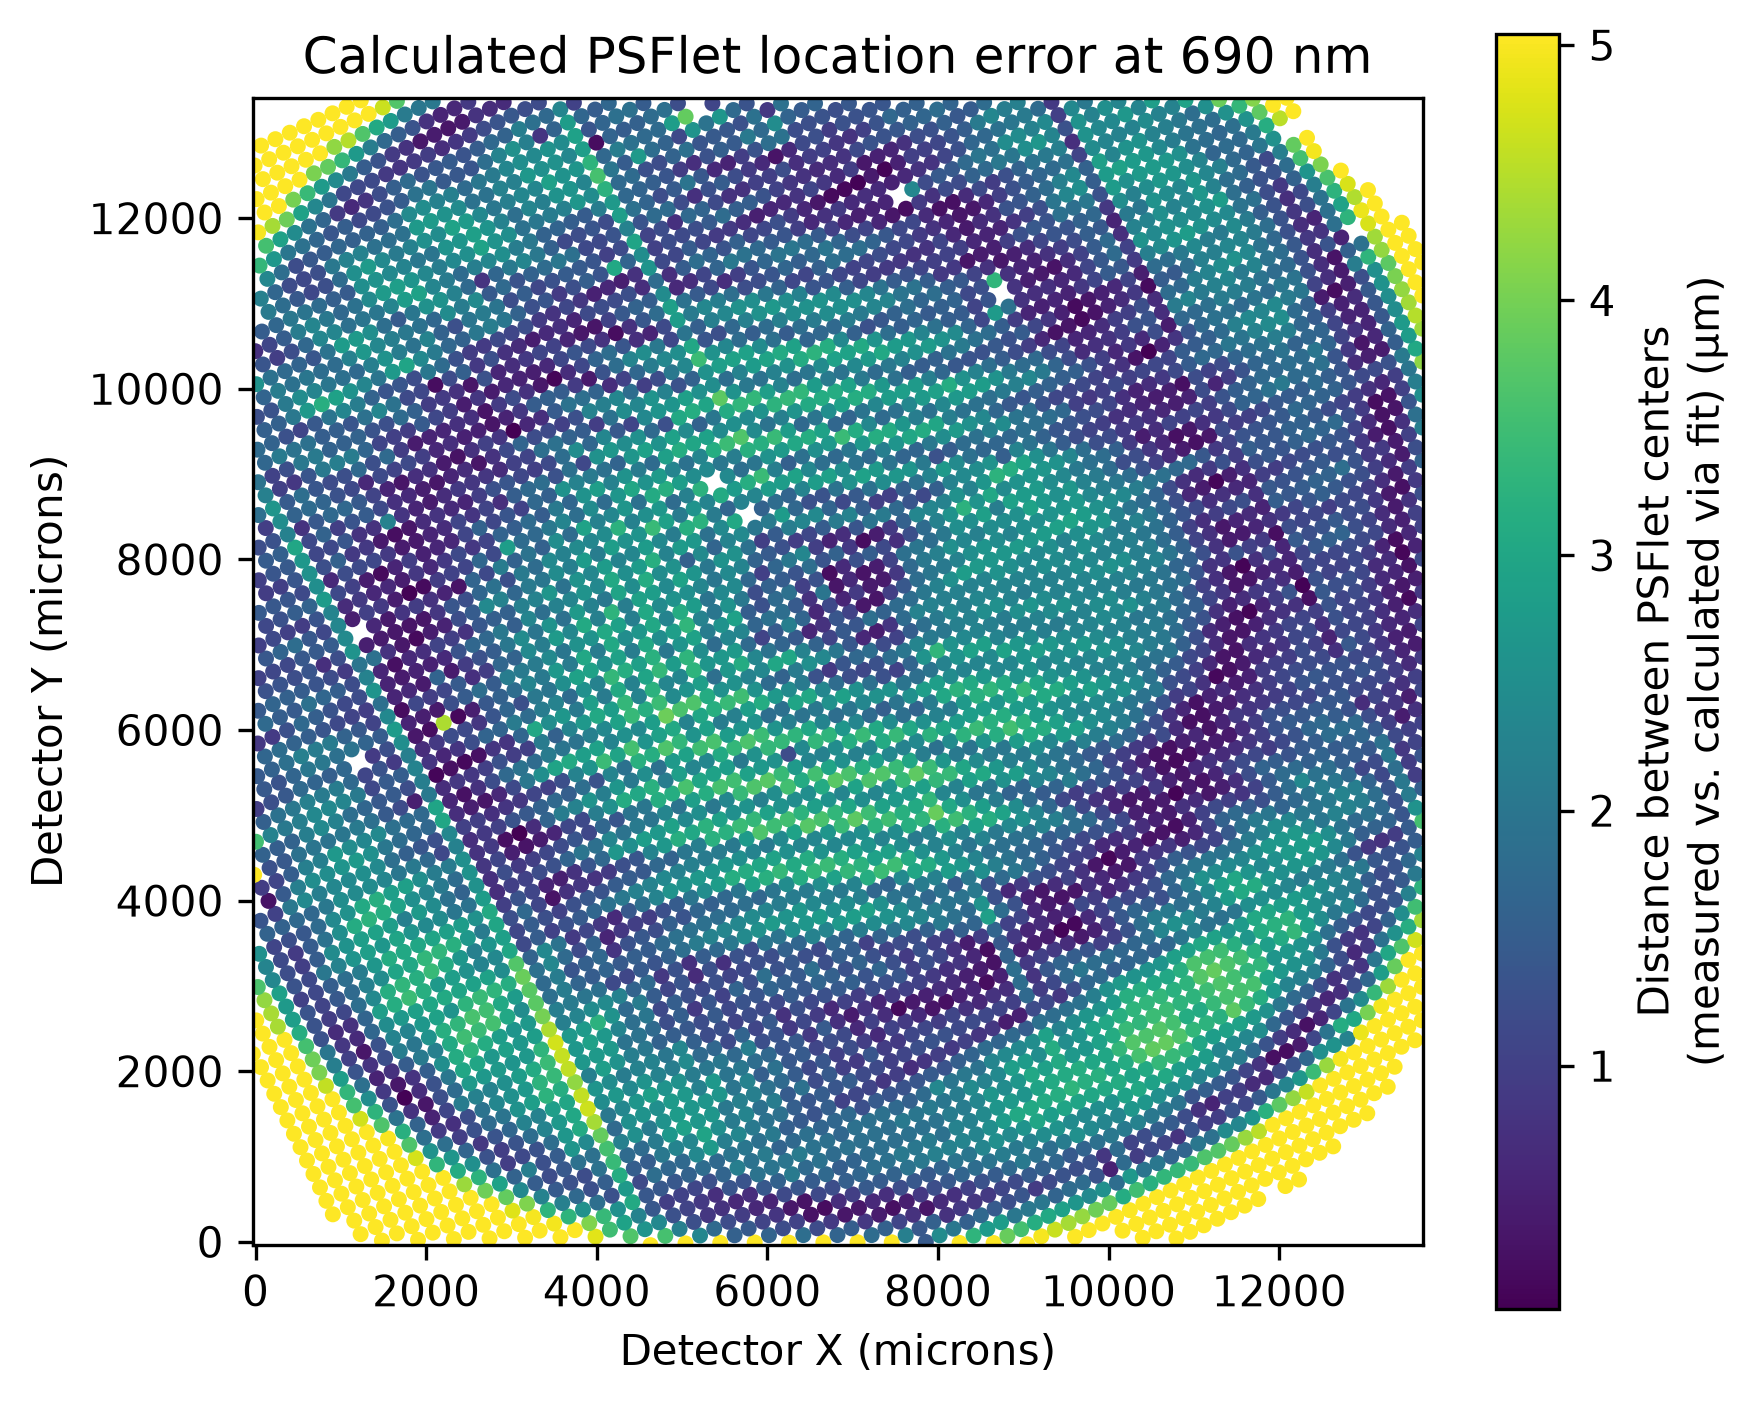 Calculated PSFlet location error at 690 nm
12000
10000
8000
6000
4000
2000
0
Detector Y (microns)
0 2000 4000 6000 8000 10000 12000
Detector X (microns)
5
4
3
2
1
Distance between PSFlet centers
(measured vs. calculated via fit) (μm)